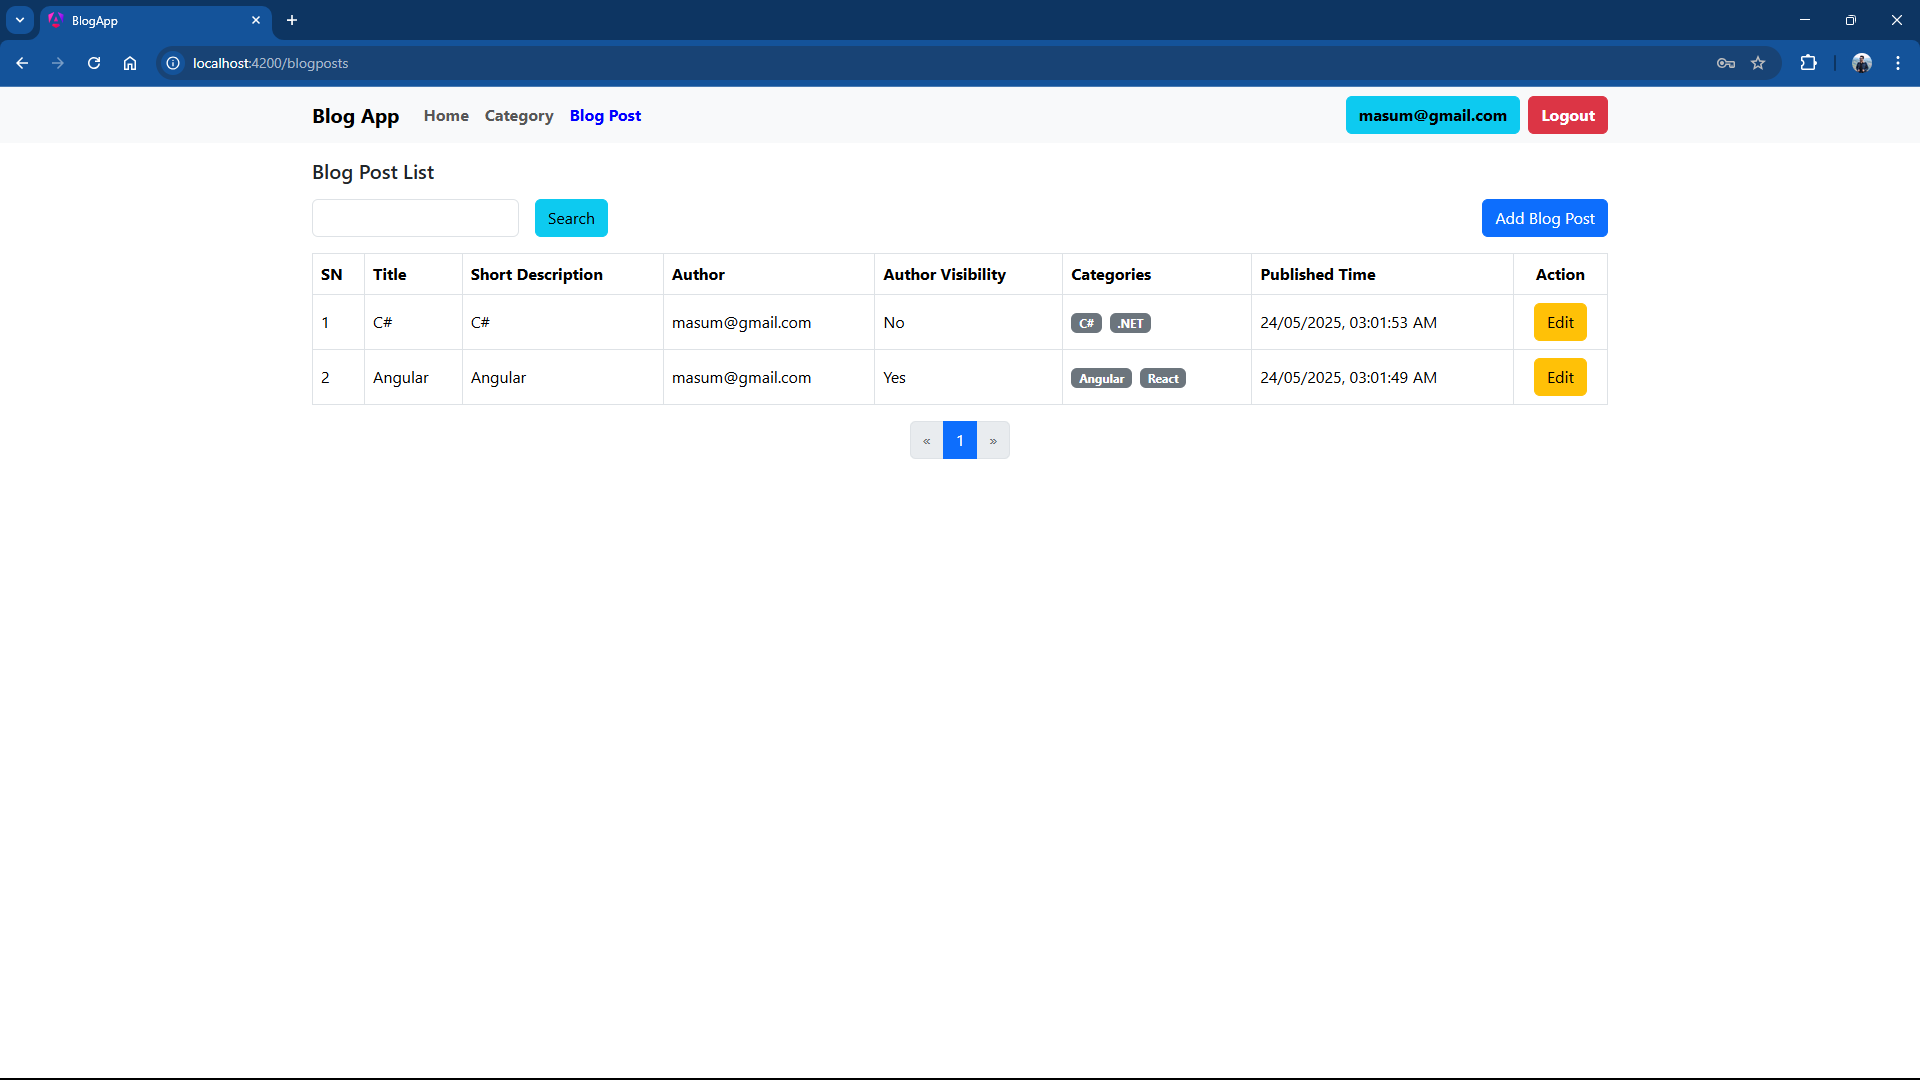 BlogApp
localhost:4200/blogposts
Blog App Home Category Blog Post masum@gmail.com Logout
Blog Post List
Search Add Blog Post
SN Title Short Description Author Author Visibility Categories Published Time Action
1 C# C# masum@gmail.com No C# .NET 24/05/2025, 03:01:53 AM Edit
2 Angular Angular masum@gmail.com Yes Angular React 24/05/2025, 03:01:49 AM Edit
« 1 »